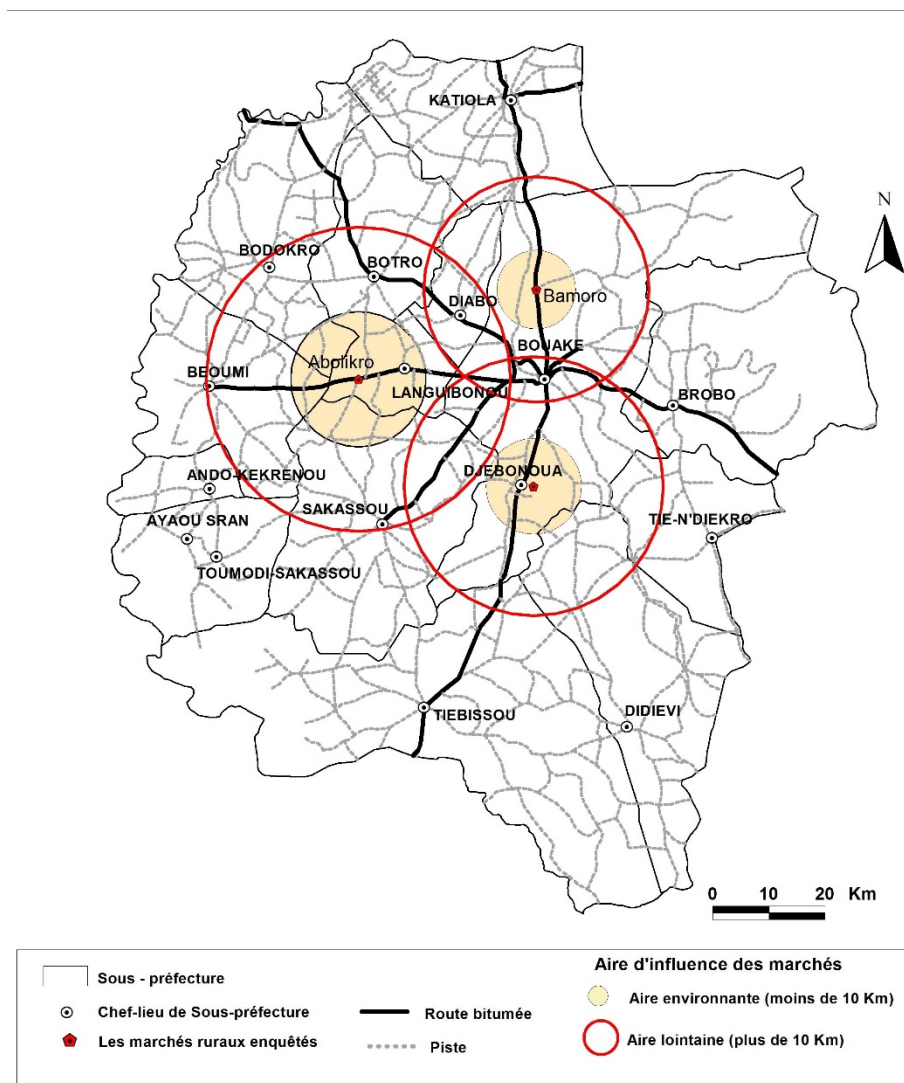 KATIOLA
N
BODOKRO
BOTRO
DIABO
Bamoro
BOUAKE
Abolikro
BEOUMI
LANGUIBONOU
BROBO
DJEBONOUA
ANDO-KEKRENOU
SAKASSOU
AYAOU SRAN
TIE-N'DIEKRO
TOUMODI-SAKASSOU
TIEBISSOU
DIDIEVI
0 10 20 Km
Aire d'influence des marchés
Sous - préfecture
Chef-lieu de Sous-préfecture
Route bitumée
Aire environnante (moins de 10 Km)
Les marchés ruraux enquêtés
Piste
Aire lointaine (plus de 10 Km)